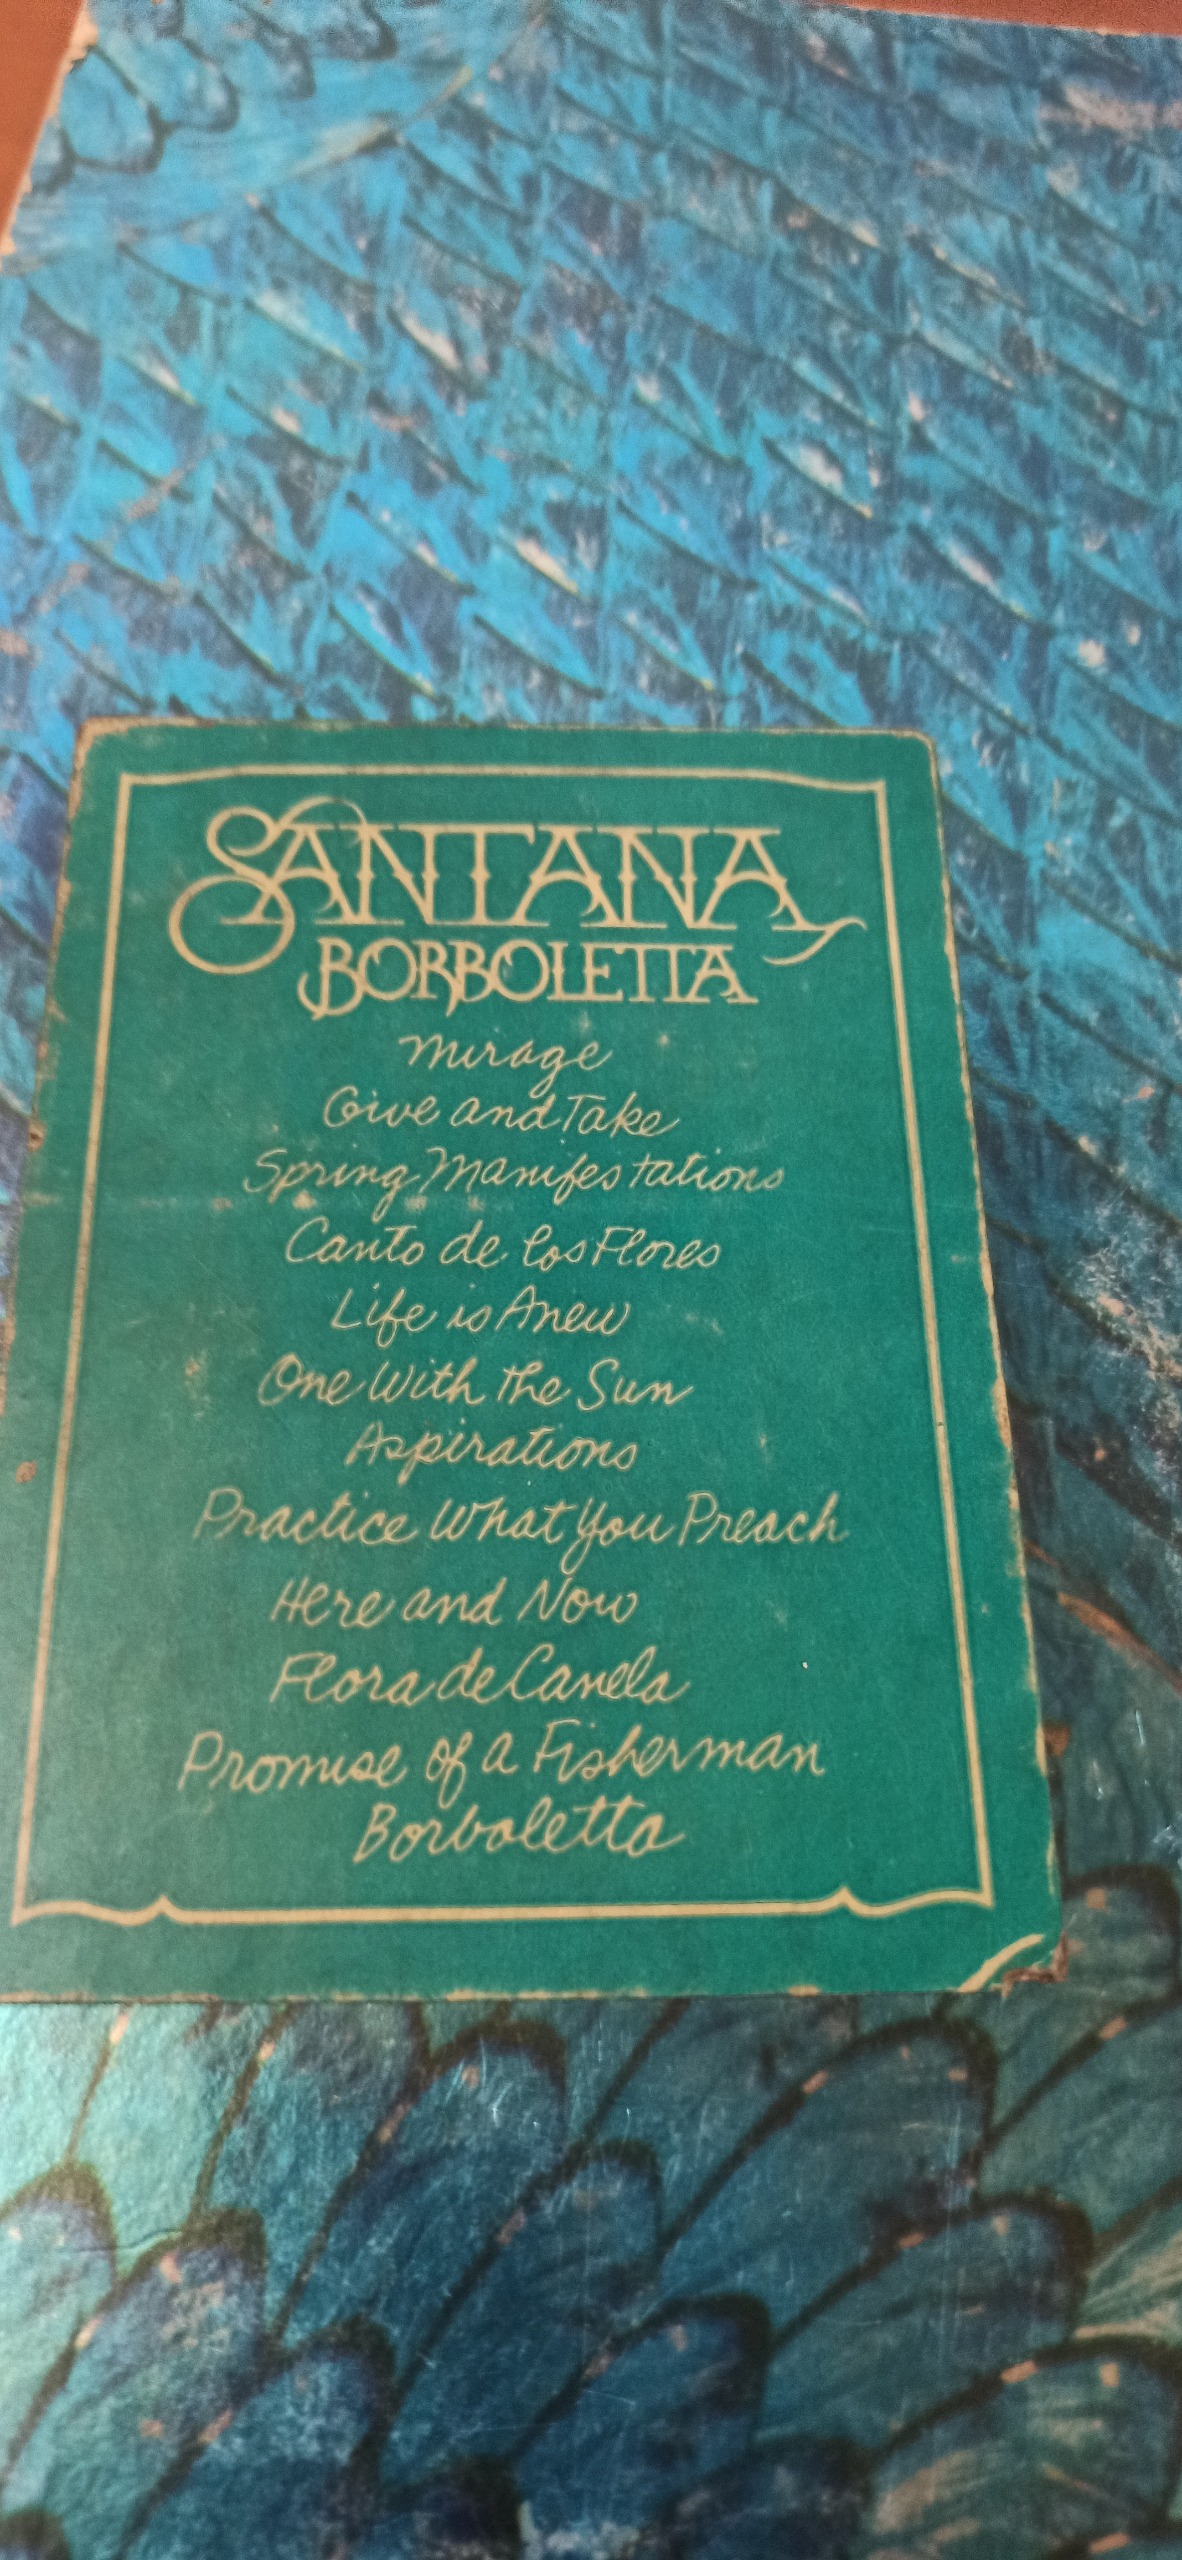 SANTANA
BORBOLETTA
Mirage
Give and Take
Spring Manifestations
Canto de los Flores
Life is Anew
One With the Sun
Aspirations
Practice What You Preach
Here and Now
Flora de Canela
Promise of a Fisherman
Borboletta